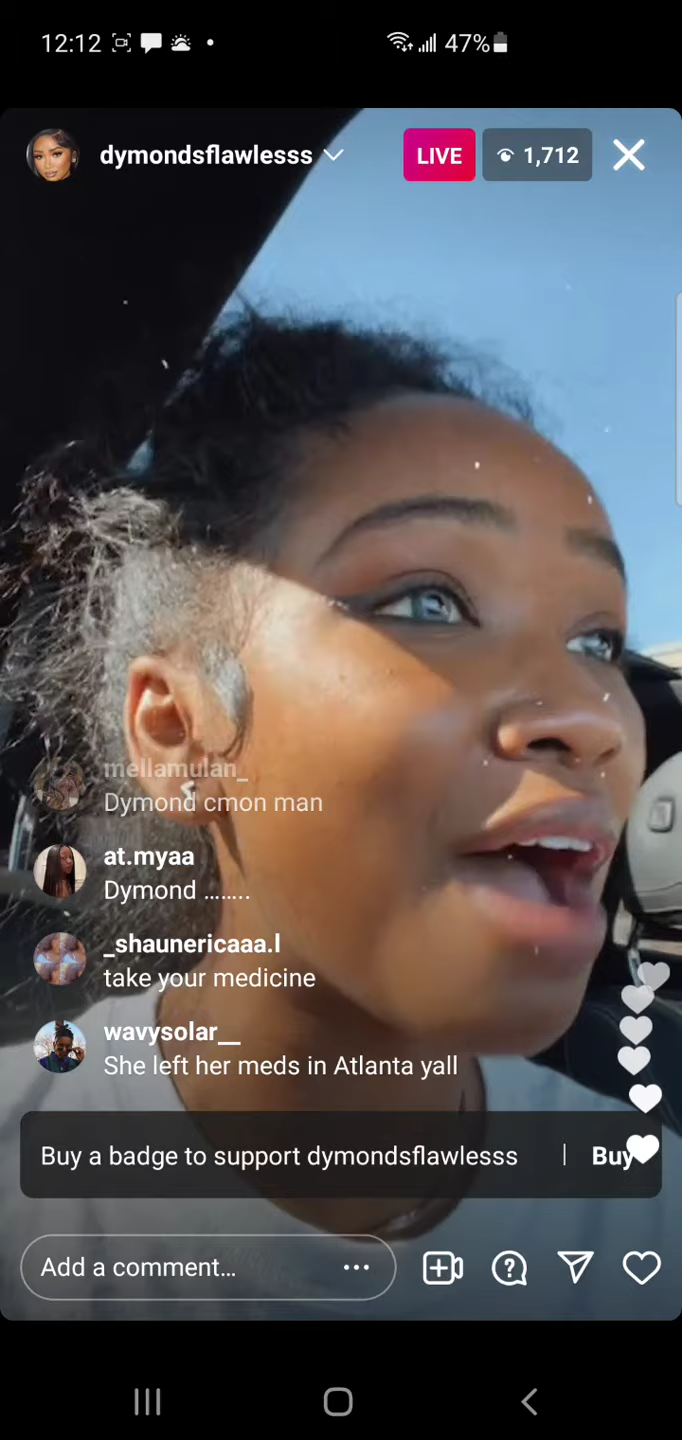 12:12
47%
dymondsflawlesss
LIVE
1,712
mellamulan_
Dymond cmon man
at.myaa
Dymond ........
_shaunericaaa.l
take your medicine
wavysolar__
She left her meds in Atlanta yall
Buy a badge to support dymondsflawlesss | Buy
Add a comment...